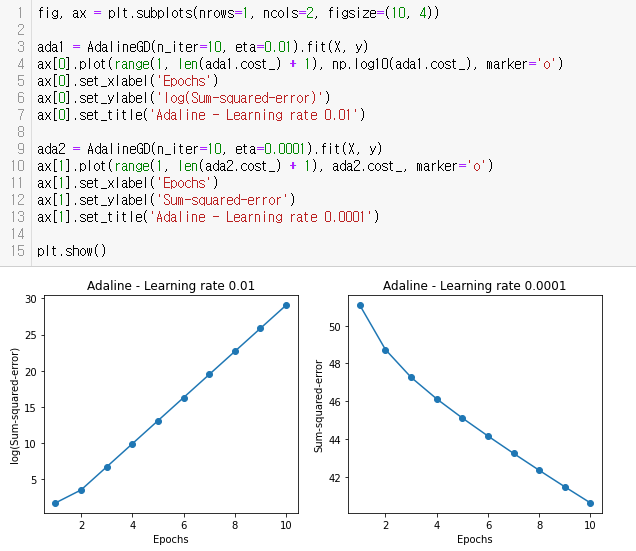 1 fig, ax = plt.subplots(nrows=1, ncols=2, figsize=(10, 4))
2
3 ada1 = AdalineGD(n_iter=10, eta=0.01).fit(X, y)
4 ax[0].plot(range(1, len(ada1.cost_) + 1), np.log10(ada1.cost_), marker='o')
5 ax[0].set_xlabel('Epochs')
6 ax[0].set_ylabel('log(Sum-squared-error)')
7 ax[0].set_title('Adaline - Learning rate 0.01')
8
9 ada2 = AdalineGD(n_iter=10, eta=0.0001).fit(X, y)
10 ax[1].plot(range(1, len(ada2.cost_) + 1), ada2.cost_, marker='o')
11 ax[1].set_xlabel('Epochs')
12 ax[1].set_ylabel('Sum-squared-error')
13 ax[1].set_title('Adaline - Learning rate 0.0001')
14
15 plt.show()
Adaline - Learning rate 0.01
log(Sum-squared-error)
30
25
20
15
10
5
2 4 6 8 10
Epochs
Adaline - Learning rate 0.0001
Sum-squared-error
50
48
46
44
42
2 4 6 8 10
Epochs